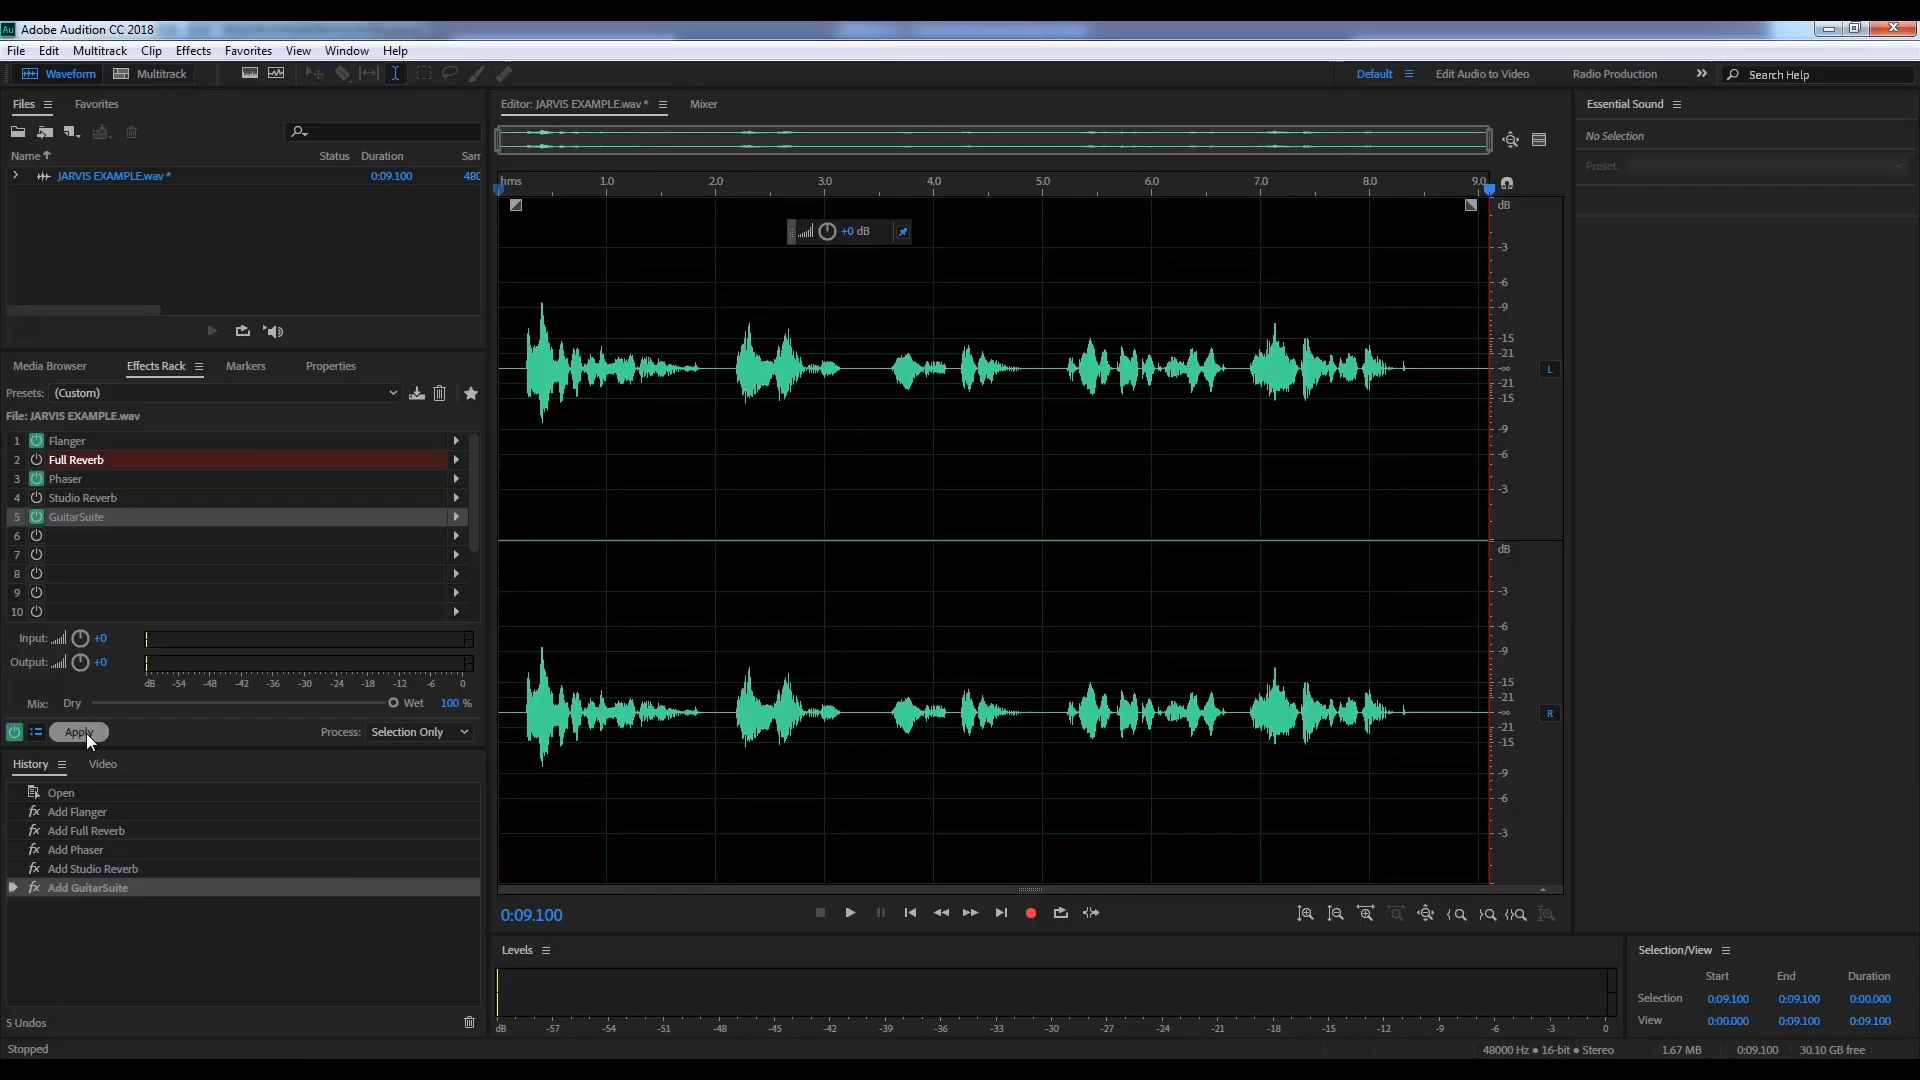 Au Adobe Audition CC 2018
File Edit Multitrack Clip Effects Favorites View Window Help
Waveform Multitrack Default Edit Audio to Video Radio Production Search Help
Files Favorites
Name Status Duration Sam
JARVIS EXAMPLE.wav * 0:09.100 480
Media Browser Effects Rack Markers Properties
Presets: (Custom)
File: JARVIS EXAMPLE.wav
1 Flanger
2 Full Reverb
3 Phaser
4 Studio Reverb
5 GuitarSuite
6
7
8
9
10
Input: +0
Output: +0
dB -54 -48 -42 -36 -30 -24 -18 -12 -6 0
Mix: Dry Wet 100 %
Apply Process: Selection Only
History Video
Open
fx Add Flanger
fx Add Full Reverb
fx Add Phaser
fx Add Studio Reverb
fx Add GuitarSuite
5 Undos
Stopped
Editor: JARVIS EXAMPLE.wav * Mixer
hms 1.0 2.0 3.0 4.0 5.0 6.0 7.0 8.0 9.0
+0 dB
dB
-3
-6
-9
-15
-21
-∞
-21
-15
-9
-6
-3
L
dB
-3
-6
-9
-15
-21
-∞
-21
-15
-9
-6
-3
R
0:09.100
Levels
dB -57 -54 -51 -48 -45 -42 -39 -36 -33 -30 -27 -24 -21 -18 -15 -12 -9 -6 -3 0
Essential Sound
No Selection
Preset:
Selection/View
Start End Duration
Selection 0:09.100 0:09.100 0:00.000
View 0:00.000 0:09.100 0:09.100
48000 Hz ● 16-bit ● Stereo 1.67 MB 0:09.100 30.10 GB free